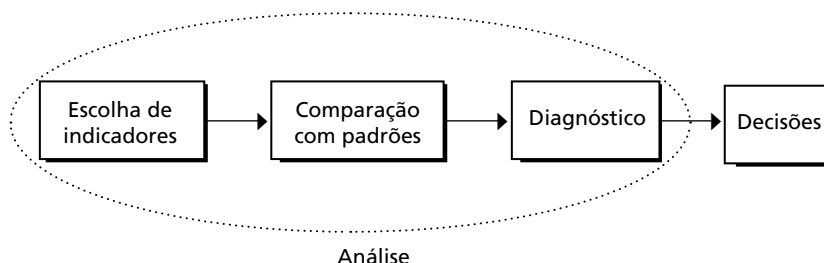 Escolha de
indicadores
Comparação
com padrões
Diagnóstico
Decisões
Análise